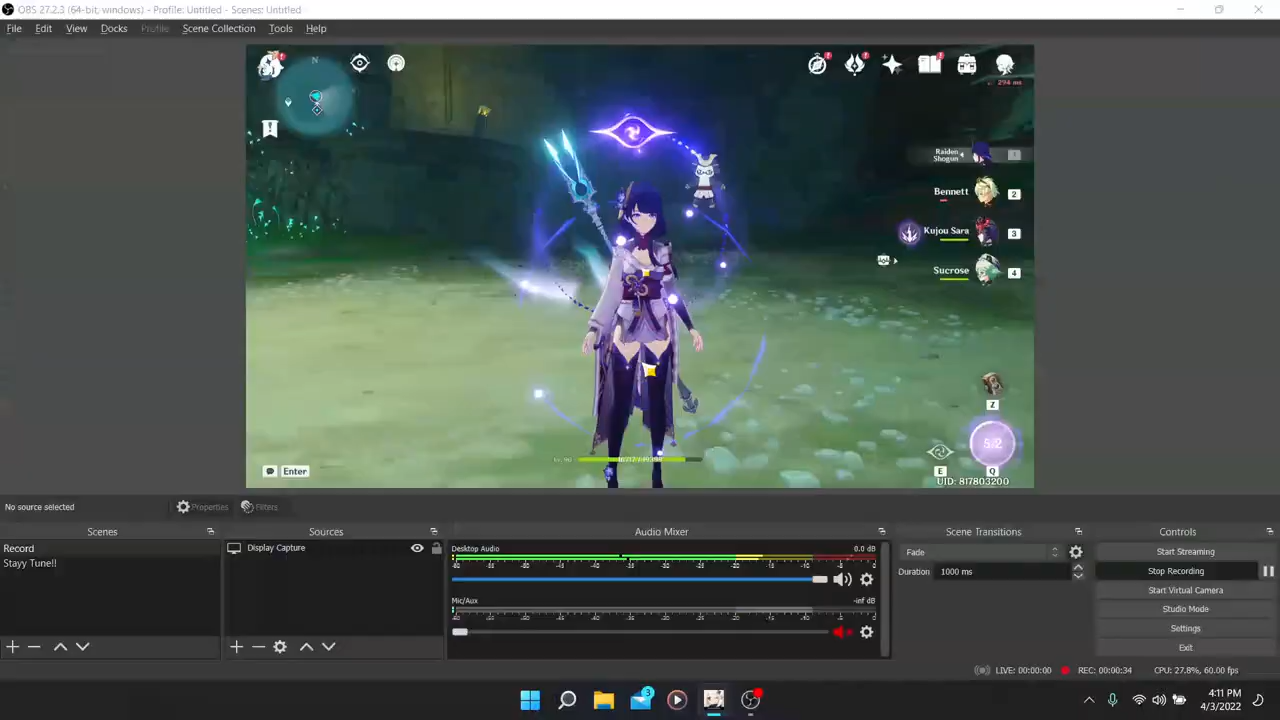 OBS 27.2.3 (64-bit, windows) - Profile: Untitled - Scenes: Untitled
File Edit View Docks Profile Scene Collection Tools Help
N
294 ms
Raiden
Shogun
Bennett 2
Kujou Sara 3
Sucrose 4
Z
E Q
Enter
UID: 817803200
No source selected Properties Filters
Scenes Sources Audio Mixer Scene Transitions Controls
Record
Stayy Tune!!
Display Capture
Desktop Audio 0.0 dB
Mic/Aux -inf dB
Fade
Duration 1000 ms
Start Streaming
Stop Recording
Start Virtual Camera
Studio Mode
Settings
Exit
LIVE: 00:00:00 REC: 00:00:34 CPU: 27.8%, 60.00 fps
3
4:11 PM
4/3/2022